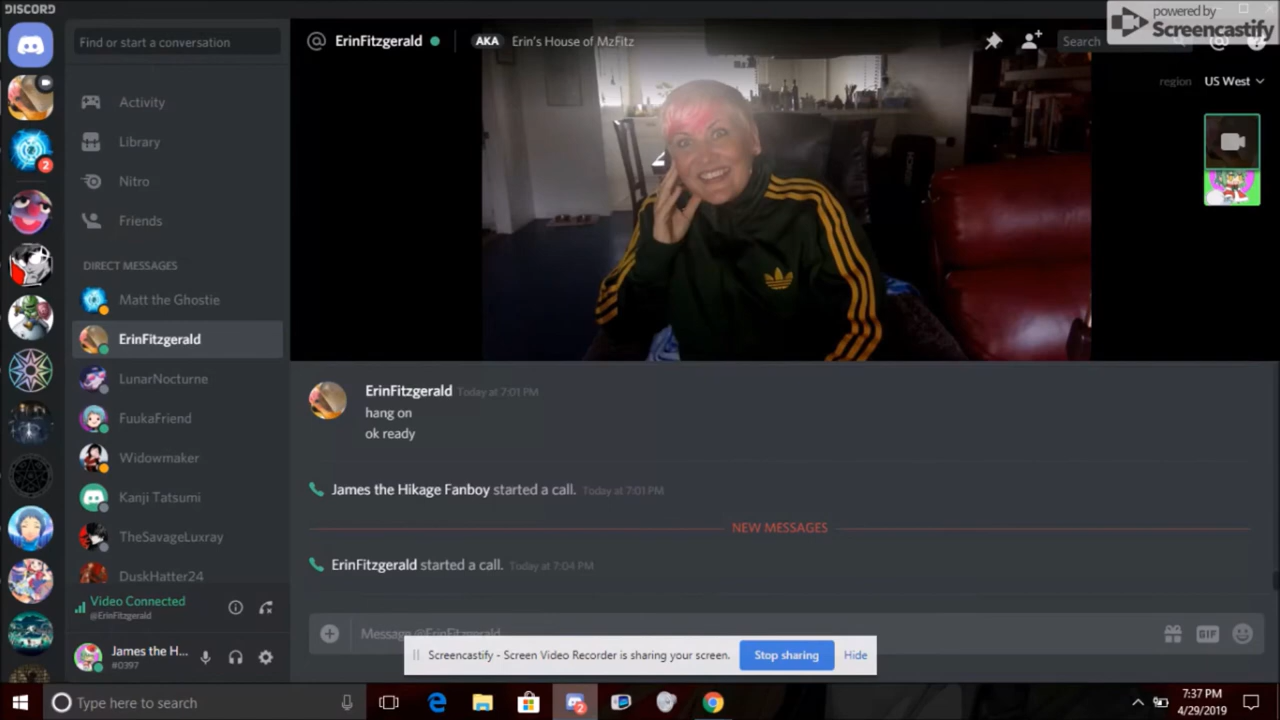 DISCORD
powered by
Screencastify
Find or start a conversation
ErinFitzgerald
AKA Erin's House of MzFitz
Search
region US West
Activity
Library
Nitro
Friends
DIRECT MESSAGES
Matt the Ghostie
ErinFitzgerald
LunarNocturne
FuukaFriend
Widowmaker
Kanji Tatsumi
TheSavageLuxray
DuskHatter24
2
ErinFitzgerald Today at 7:01 PM
hang on
ok ready
James the Hikage Fanboy started a call. Today at 7:01 PM
NEW MESSAGES
ErinFitzgerald started a call. Today at 7:04 PM
Video Connected
@ErinFitzgerald
James the H...
#0397
Message @ErinFitzgerald
GIF
Screencastify - Screen Video Recorder is sharing your screen.
Stop sharing
Hide
Type here to search
2
7:37 PM
4/29/2019